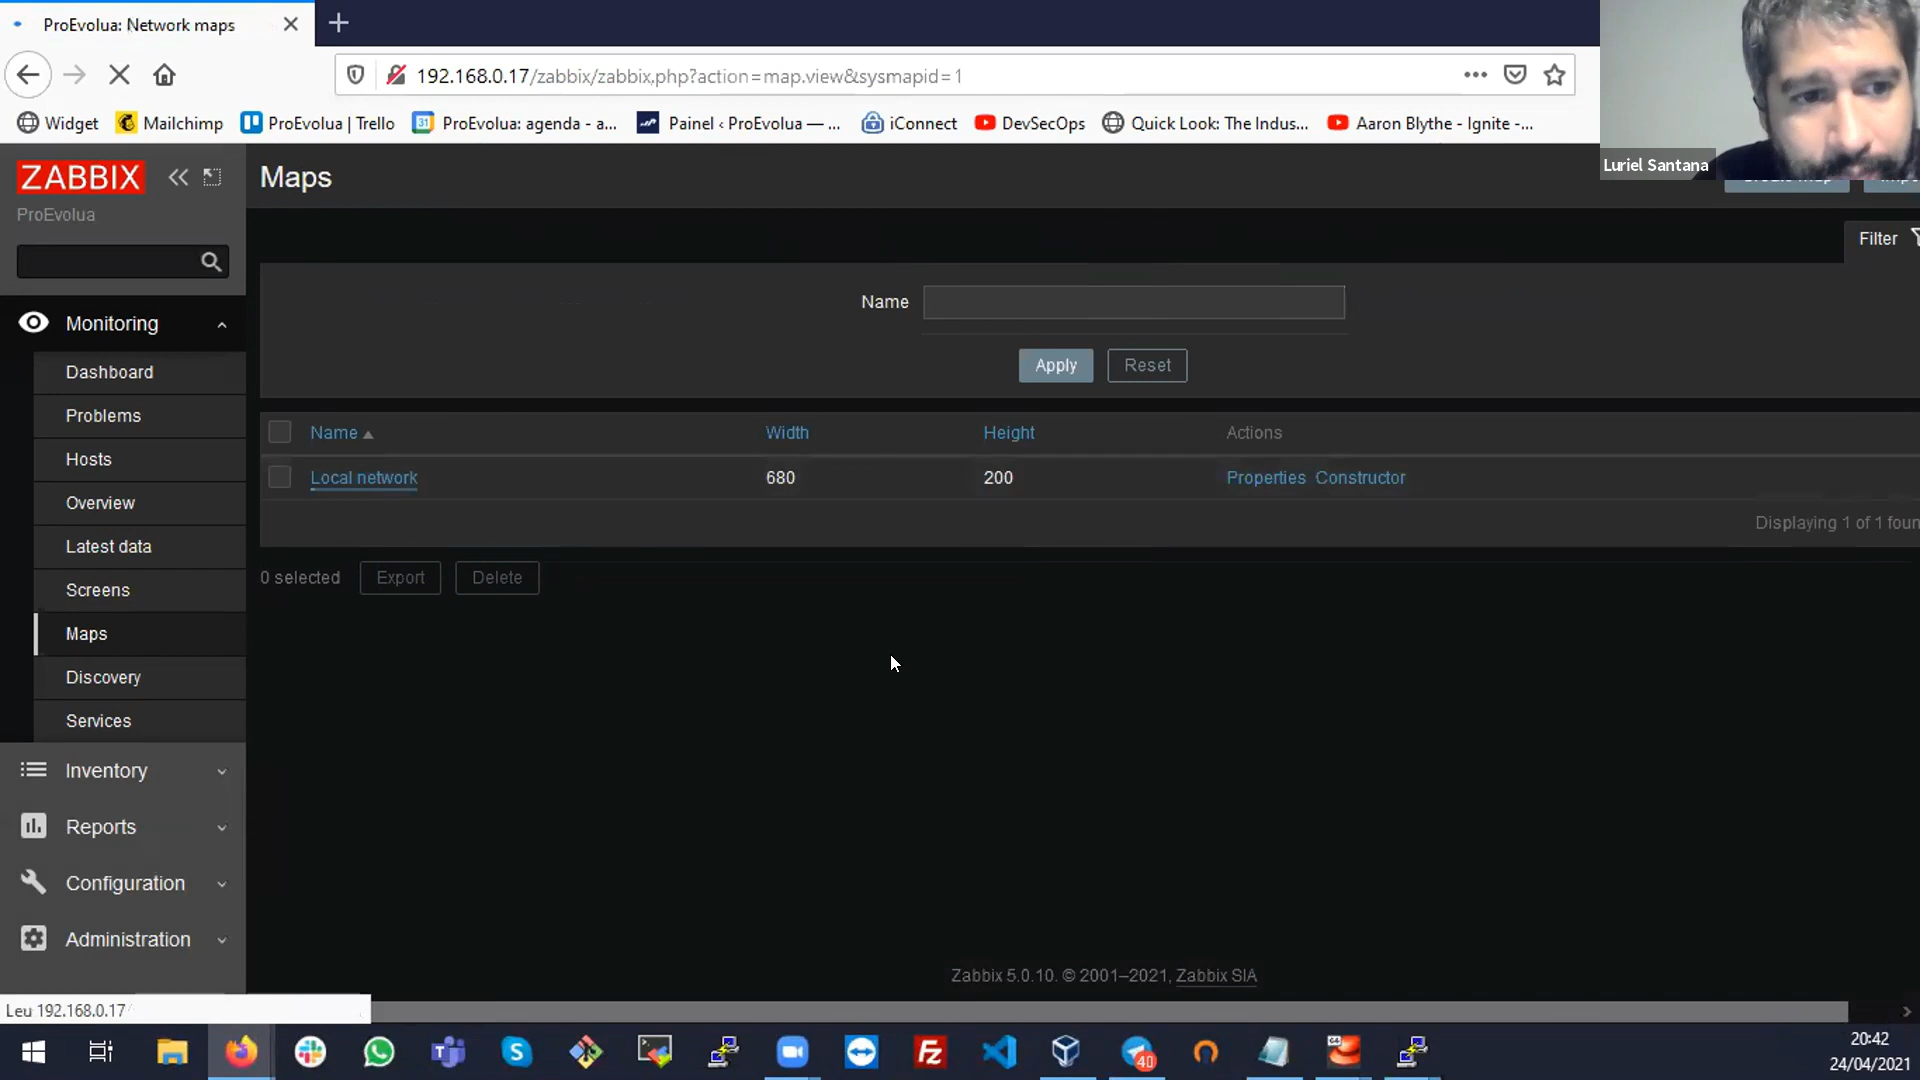 ProEvolua: Network maps
192.168.0.17/zabbix/zabbix.php?action=map.view&sysmapid=1
Widget
Mailchimp
ProEvolua | Trello
31
ProEvolua: agenda - a...
Painel ‹ ProEvolua — ...
iConnect
DevSecOps
Quick Look: The Indus...
Aaron Blythe - Ignite -...
Luriel Santana
ZABBIX
ProEvolua
Maps
Filter
Name
Apply
Reset
Monitoring
Dashboard
Problems
Hosts
Overview
Latest data
Screens
Maps
Discovery
Services
Inventory
Reports
Configuration
Administration
Name
Width
Height
Actions
Local network
680
200
Properties
Constructor
Displaying 1 of 1 foun
0 selected
Export
Delete
Zabbix 5.0.10. © 2001–2021, Zabbix SIA
Leu 192.168.0.17
40
20:42
24/04/2021